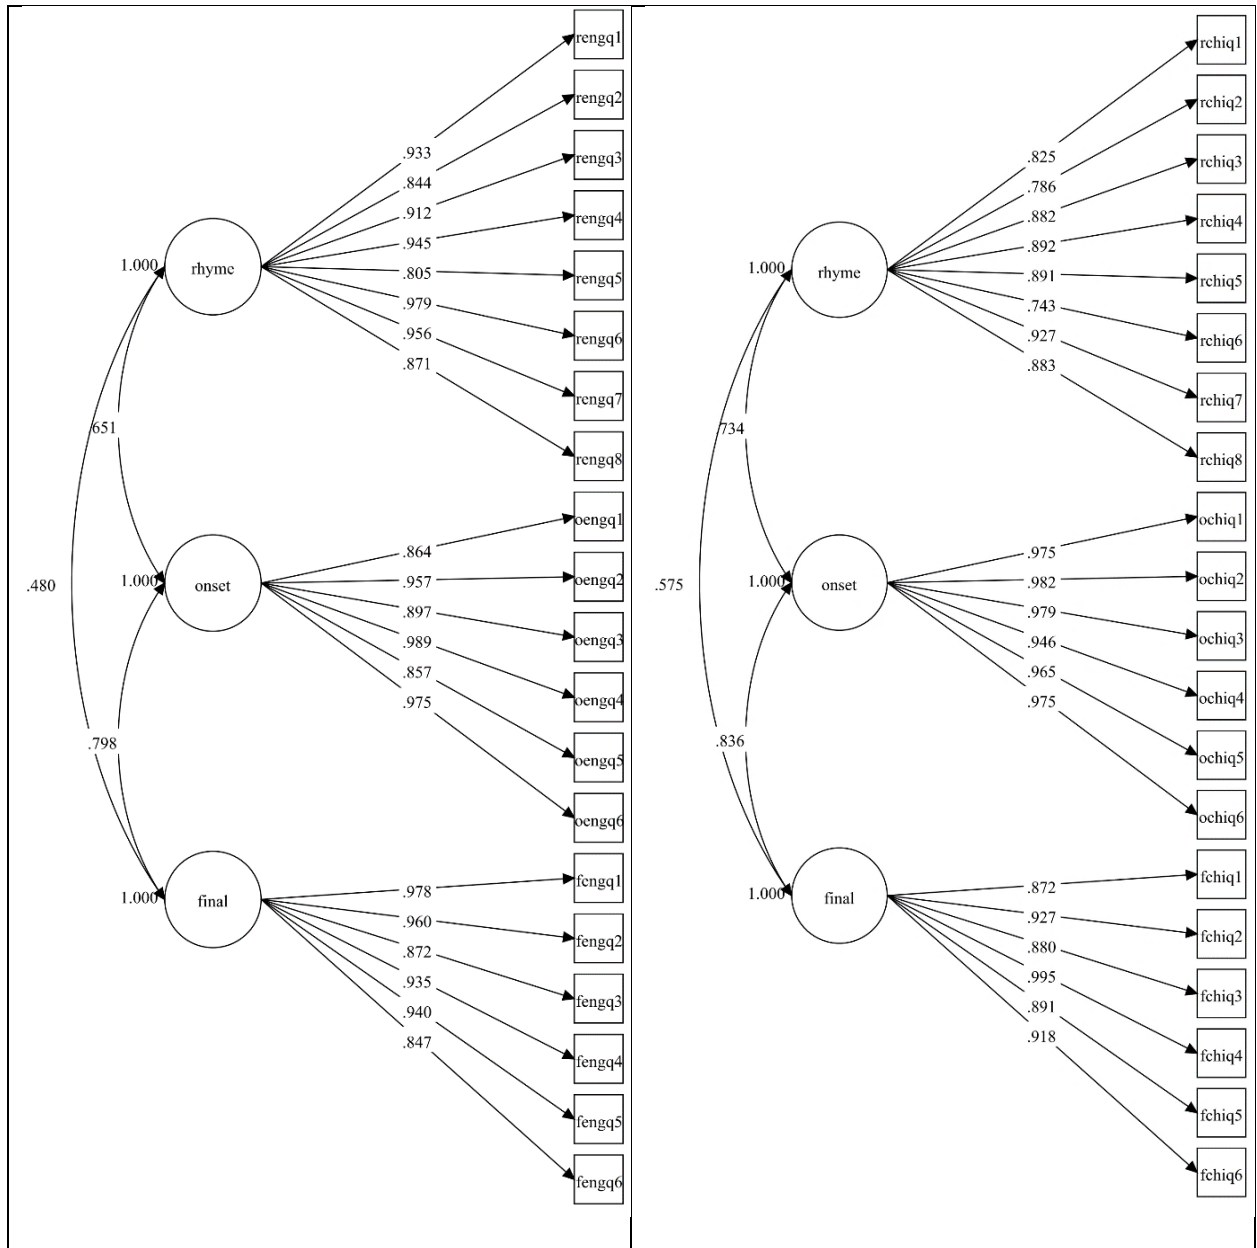 rengq1
rengq2
rengq3
rengq4
rengq5
rengq6
rengq7
rengq8
.933
.844
.912
.945
.805
.979
.956
.871
1.000
rhyme
651
oengq1
oengq2
oengq3
oengq4
oengq5
oengq6
.864
.957
.897
.989
.857
.975
1.000
onset
.480
.798
fengq1
fengq2
fengq3
fengq4
fengq5
fengq6
.978
.960
.872
.935
.940
.847
1.000
final
rchiq1
rchiq2
rchiq3
rchiq4
rchiq5
rchiq6
rchiq7
rchiq8
.825
.786
.882
.892
.891
.743
.927
.883
1.000
rhyme
734
ochiq1
ochiq2
ochiq3
ochiq4
ochiq5
ochiq6
.975
.982
.979
.946
.965
.975
1.000
onset
.575
.836
fchiq1
fchiq2
fchiq3
fchiq4
fchiq5
fchiq6
.872
.927
.880
.995
.891
.918
1.000
final